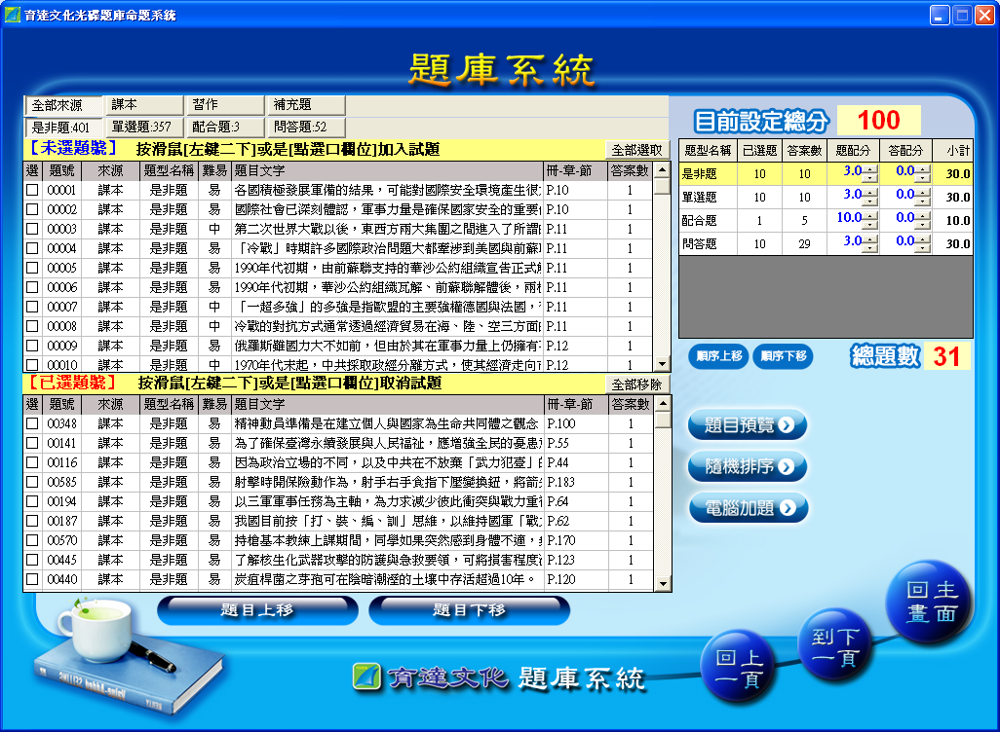 育達文化光碟題庫命題系統
題庫系統
全部來源 課本 習作 補充題
是非題:401 單選題:357 配合題:3 問答題:52
【未選題號】 按滑鼠[左鍵二下]或是[點選口欄位]加入試題 全部選取
選 題號 來源 題型名稱 難易 題目文字 冊-章-節 答案數
00001 課本 是非題 易 各國積極發展軍備的結果，可能對國際安全環境產生很 P.10 1
00002 課本 是非題 易 國際社會已深刻體認，軍事力量是確保國家安全的重要 P.10 1
00003 課本 是非題 中 第二次世界大戰以後，東西方兩大集團之間進入了所謂 P.11 1
00004 課本 是非題 易 「冷戰」時期許多國際政治問題大都牽涉到美國與前蘇 P.11 1
00005 課本 是非題 易 1990年代初期，由前蘇聯支持的華沙公約組織宣告正式 P.11 1
00006 課本 是非題 易 1990年代初期，華沙公約組織瓦解、前蘇聯解體後，兩 P.11 1
00007 課本 是非題 中 「一超多強」的多強是指歐盟的主要強權德國與法國， P.11 1
00008 課本 是非題 中 冷戰的對抗方式通常透過經濟貿易在海、陸、空三方面 P.11 1
00009 課本 是非題 易 俄羅斯雖國力大不如前，但由於其在軍事力量上仍擁有 P.12 1
00010 課本 是非題 中 1970年代末起，中共採取政經分離方式，使其經濟走向 P.12 1
【已選題號】 按滑鼠[左鍵二下]或是[點選口欄位]取消試題 全部移除
選 題號 來源 題型名稱 難易 題目文字 冊-章-節 答案數
00348 課本 是非題 易 精神動員準備是在建立個人與國家為生命共同體之觀念 P.100 1
00141 課本 是非題 易 為了確保臺灣永續發展與人民福祉，應增強全民的憂患 P.55 1
00116 課本 是非題 易 因為政治立場的不同，以及中共在不放棄「武力犯臺」 P.44 1
00585 課本 是非題 易 射擊時開保險動作為，射手右手食指下壓變換鈕，將箭 P.183 1
00194 課本 是非題 易 以三軍軍事任務為主軸，為力求減少彼此衝突與戰力重 P.64 1
00187 課本 是非題 易 我國目前按「打、裝、編、訓」思維，以維持國軍「戰 P.62 1
00570 課本 是非題 易 持槍基本教練上課期間，同學如果突然感到身體不適， P.170 1
00445 課本 是非題 易 了解核生化武器攻擊的防護與急救要領，可將損害程度 P.123 1
00440 課本 是非題 易 炭疽桿菌之芽孢可在陰暗潮溼的土壤中存活超過10年。 P.120 1
題目上移 題目下移
目前設定總分 100
題型名稱 已選題 答案數 題配分 答配分 小計
是非題 10 10 3.0 0.0 30.0
單選題 10 10 3.0 0.0 30.0
配合題 1 5 10.0 0.0 10.0
問答題 10 29 3.0 0.0 30.0
順序上移 順序下移 總題數 31
題目預覽
隨機排序
電腦加題
回主畫面
到下一頁
回上一頁
育達文化 題庫系統